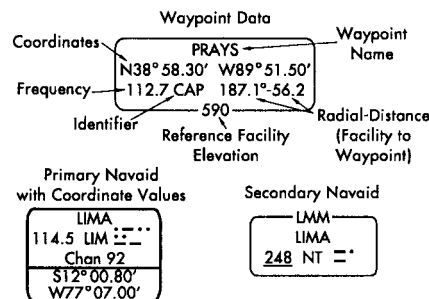 Waypoint Data
Coordinates
Waypoint Name
PRAYS
N38° 58.30′ W89° 51.50′
Frequency
112.7 CAP 187.1°-56.2
590
Identifier
Reference Facility Elevation
Radial-Distance (Facility to Waypoint)
Primary Navaid with Coordinate Values
LIMA
114.5 LIM
Chan 92
S12° 00.80′
W77° 07.00′
Secondary Navaid
LMM
LIMA
248 NT